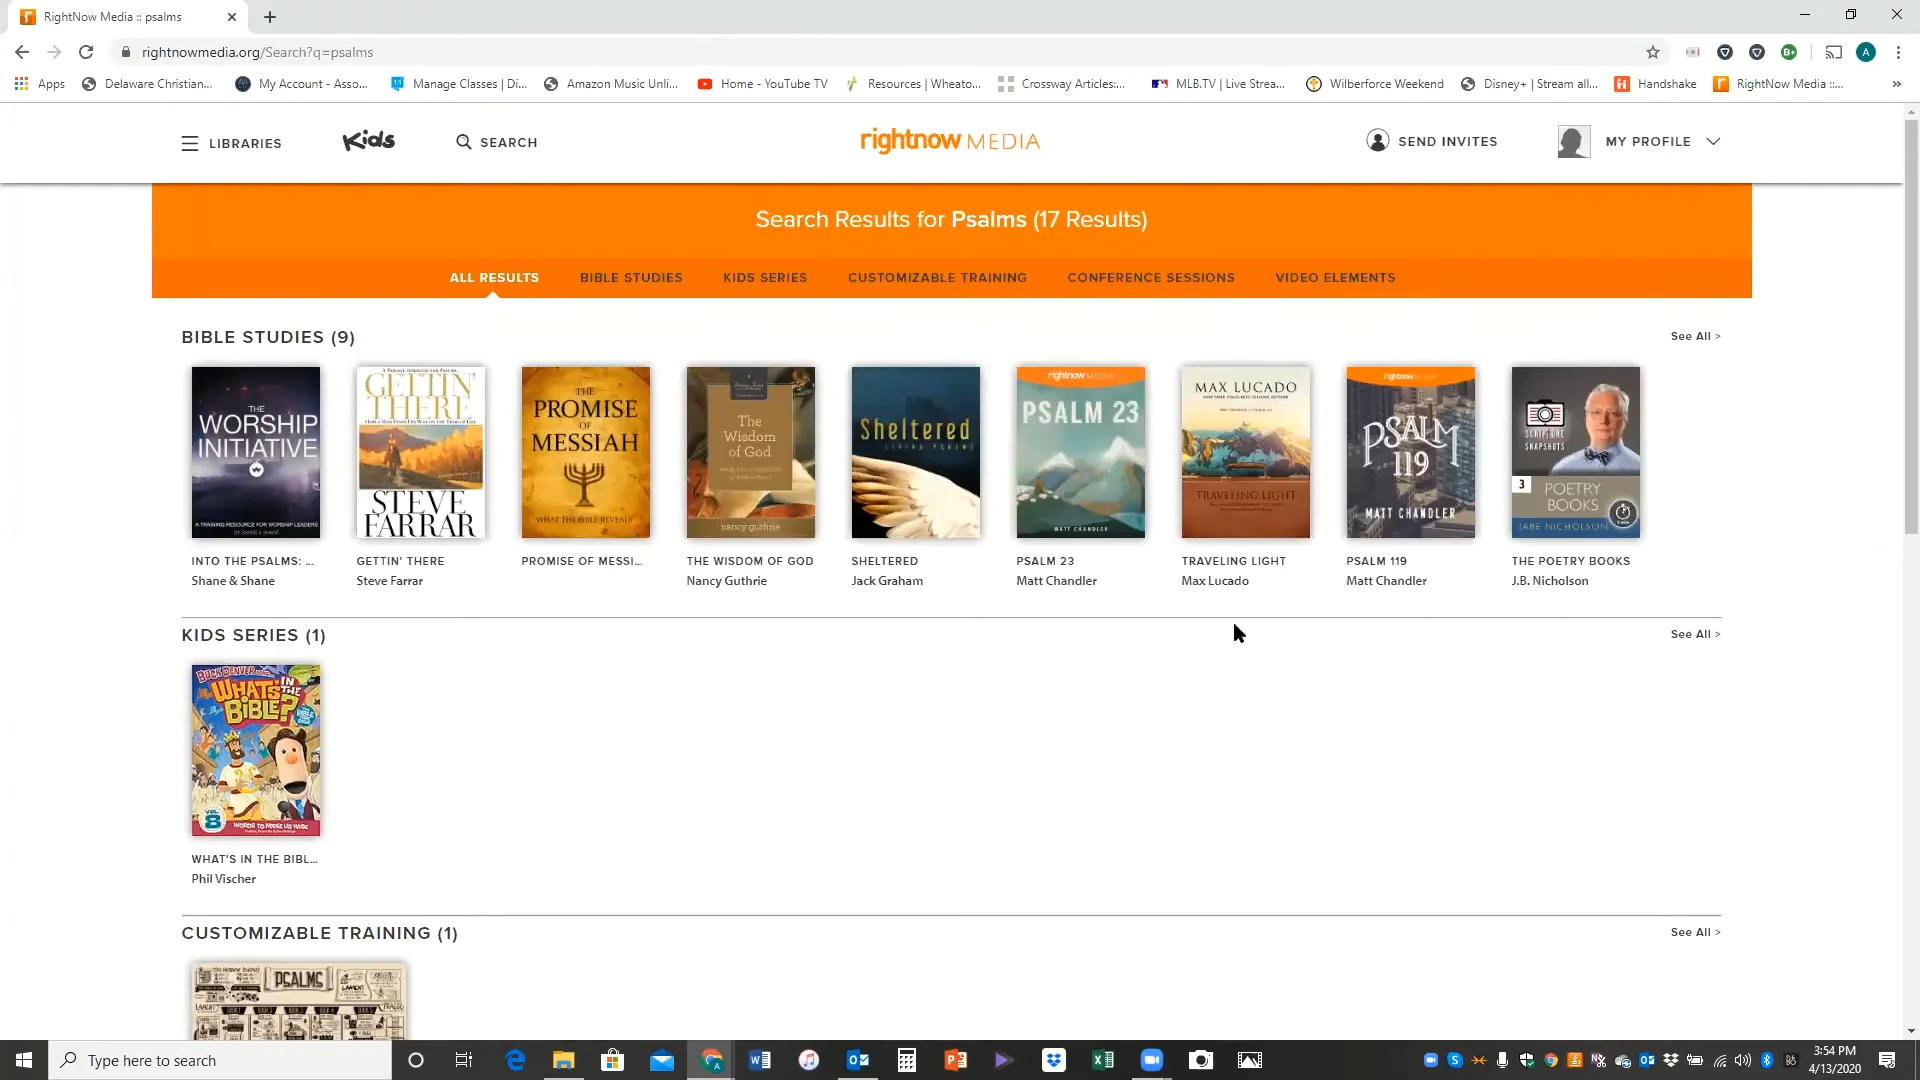 RightNow Media :: psalms
rightnowmedia.org/Search?q=psalms
Apps
Delaware Christian...
My Account - Asso...
Manage Classes | Di...
Amazon Music Unli...
Home - YouTube TV
Resources | Wheato...
Crossway Articles:...
MLB.TV | Live Strea...
Wilberforce Weekend
Disney+ | Stream all...
Handshake
RightNow Media ::...
LIBRARIES
Kids
SEARCH
rightnow MEDIA
SEND INVITES
MY PROFILE
Search Results for Psalms (17 Results)
ALL RESULTS
BIBLE STUDIES
KIDS SERIES
CUSTOMIZABLE TRAINING
CONFERENCE SESSIONS
VIDEO ELEMENTS
BIBLE STUDIES (9)
See All >
THE
WORSHIP
INITIATIVE
A TRAINING RESOURCE FOR WORSHIP LEADERS
BY SHANE & SHANE
INTO THE PSALMS: ...
Shane & Shane
GETTIN'
THERE
STEVE
FARRAR
GETTIN' THERE
Steve Farrar
THE
PROMISE
OF
MESSIAH
WHAT THE BIBLE REVEALS
PROMISE OF MESSI...
The
Wisdom
of God
nancy guthrie
THE WISDOM OF GOD
Nancy Guthrie
Sheltered
LIVING PSALMS
SHELTERED
Jack Graham
rightnow MEDIA
PSALM 23
MATT CHANDLER
PSALM 23
Matt Chandler
MAX LUCADO
TRAVELING LIGHT
TRAVELING LIGHT
Max Lucado
rightnow MEDIA
PSALM
119
MATT CHANDLER
PSALM 119
Matt Chandler
SCRIPTURE
SNAPSHOTS
3
POETRY
BOOKS
JABE NICHOLSON
THE POETRY BOOKS
J.B. Nicholson
KIDS SERIES (1)
See All >
BUCK DENVER
WHAT'S IN THE
BIBLE?
VOL
8
WORDS TO MAKE US WISE
WHAT'S IN THE BIBL...
Phil Vischer
CUSTOMIZABLE TRAINING (1)
See All >
PSALMS
LAMENT
PRAISE
Type here to search
3:54 PM
4/13/2020